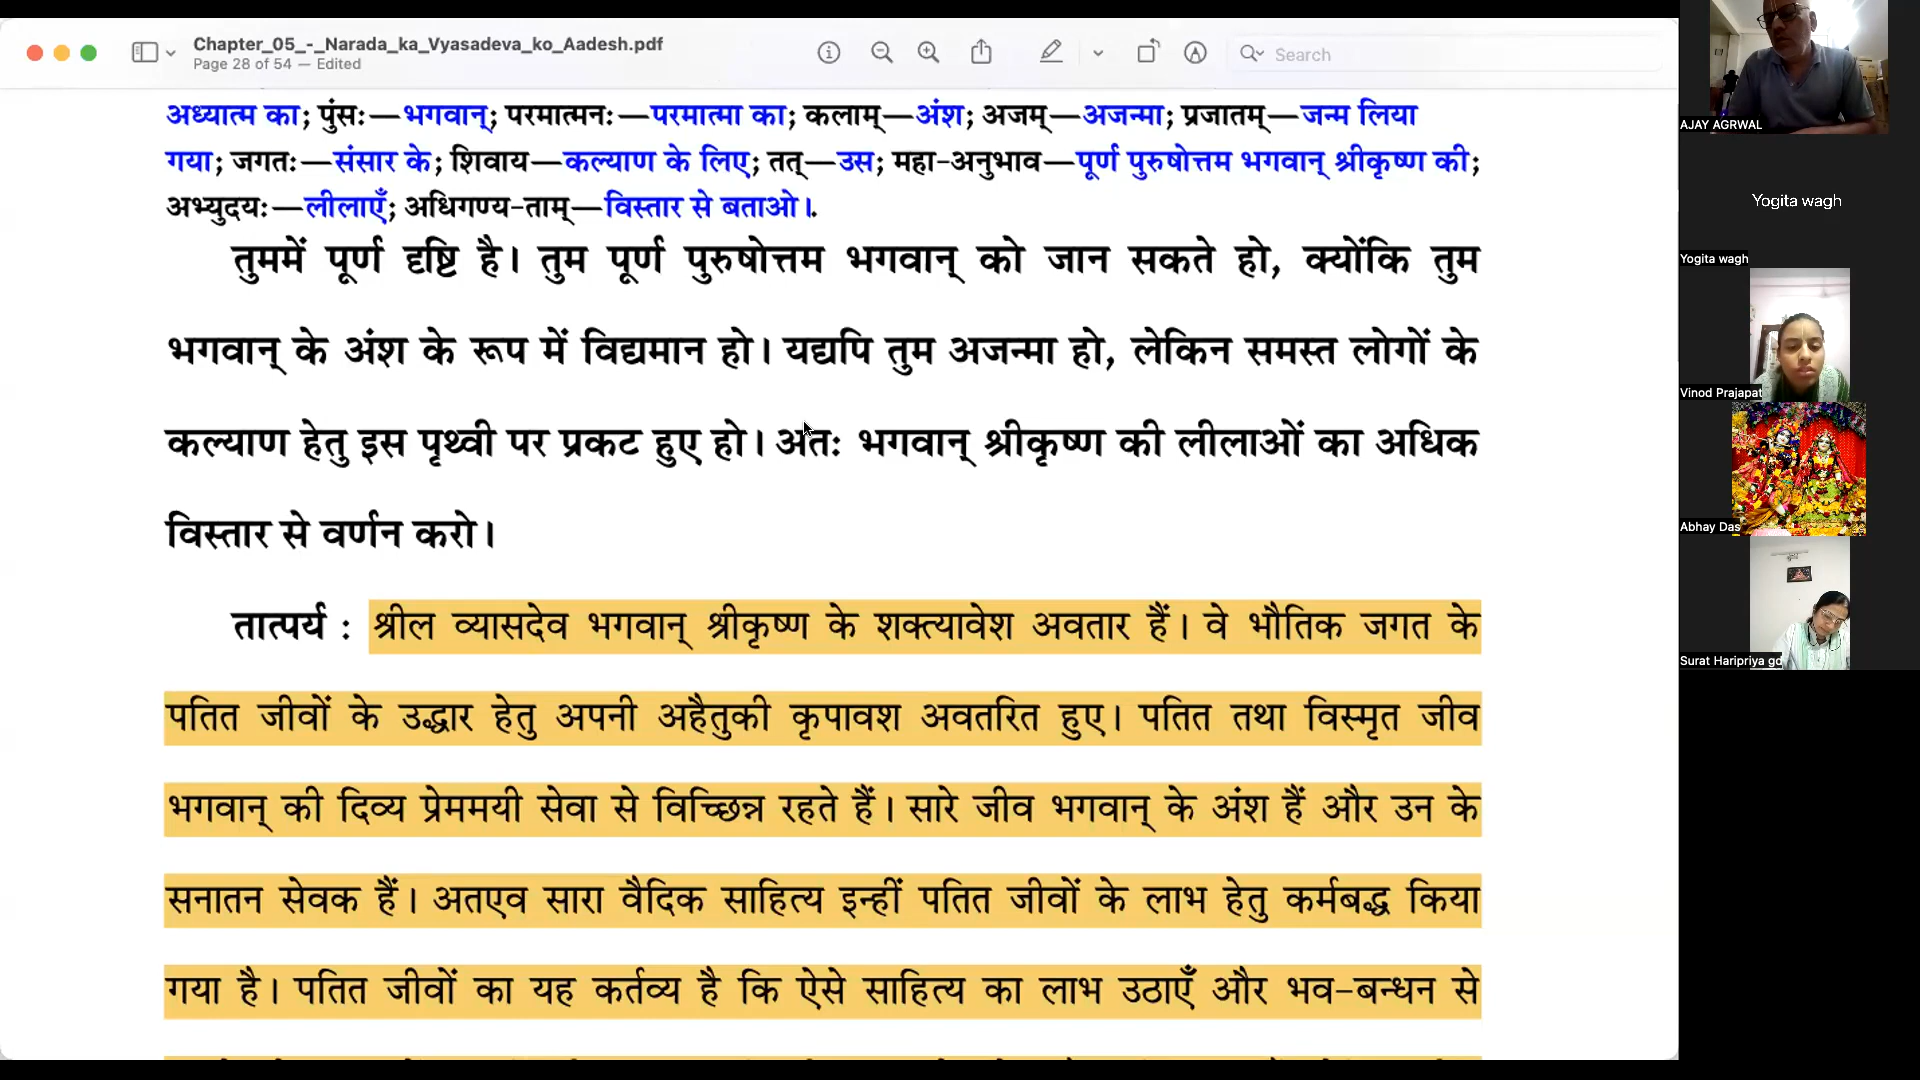 Chapter_05_-_Narada_ka_Vyasadeva_ko_Aadesh.pdf
Page 28 of 54 — Edited
Search
अध्यात्म का; पुंसः—भगवान्; परमात्मनः—परमात्मा का; कलाम्—अंश; अजम्—अजन्मा; प्रजातम्—जन्म लिया
गया; जगतः—संसार के; शिवाय—कल्याण के लिए; तत्—उस; महा-अनुभाव—पूर्ण पुरुषोत्तम भगवान् श्रीकृष्ण की;
अभ्युदयः—लीलाएँ; अधिगण्य-ताम्—विस्तार से बताओ।.
तुममें पूर्ण दृष्टि है। तुम पूर्ण पुरुषोत्तम भगवान् को जान सकते हो, क्योंकि तुम
भगवान् के अंश के रूप में विद्यमान हो। यद्यपि तुम अजन्मा हो, लेकिन समस्त लोगों के
कल्याण हेतु इस पृथ्वी पर प्रकट हुए हो। अतः भगवान् श्रीकृष्ण की लीलाओं का अधिक
विस्तार से वर्णन करो।
तात्पर्य : श्रील व्यासदेव भगवान् श्रीकृष्ण के शक्त्यावेश अवतार हैं। वे भौतिक जगत के
पतित जीवों के उद्धार हेतु अपनी अहैतुकी कृपावश अवतरित हुए। पतित तथा विस्मृत जीव
भगवान् की दिव्य प्रेममयी सेवा से विच्छिन्न रहते हैं। सारे जीव भगवान् के अंश हैं और उन के
सनातन सेवक हैं। अतएव सारा वैदिक साहित्य इन्हीं पतित जीवों के लाभ हेतु कर्मबद्ध किया
गया है। पतित जीवों का यह कर्तव्य है कि ऐसे साहित्य का लाभ उठाएँ और भव-बन्धन से
AJAY AGRWAL
Yogita wagh
Yogita wagh
Vinod Prajapat
Abhay Das
Surat Haripriya gd